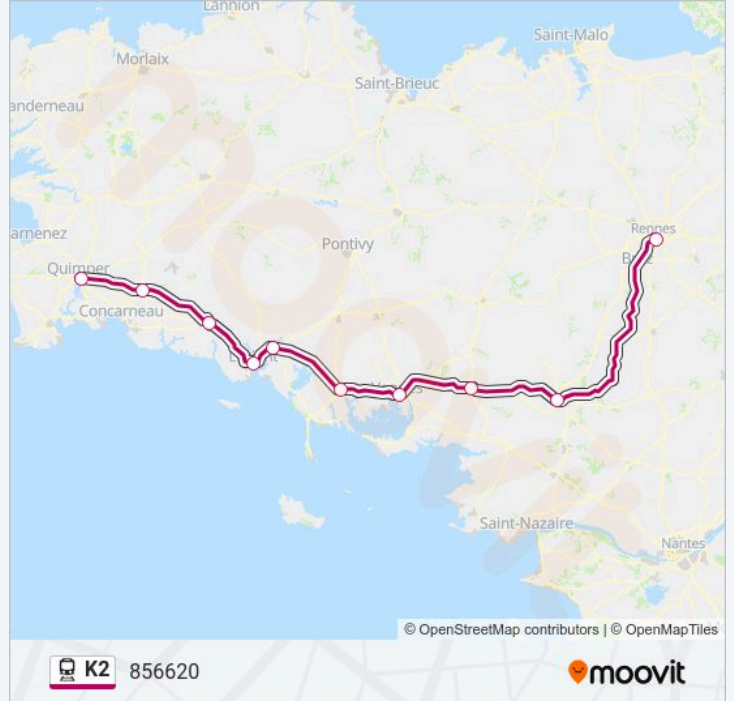 Lannion
Saint-Malo
Morlaix
Saint-Brieuc
anderneau
Rennes
arnenez
Pontivy
Quimper
Concarneau
Saint-Nazaire
Nantes
© OpenStreetMap contributors | © OpenMapTiles
K2 856620 moovit